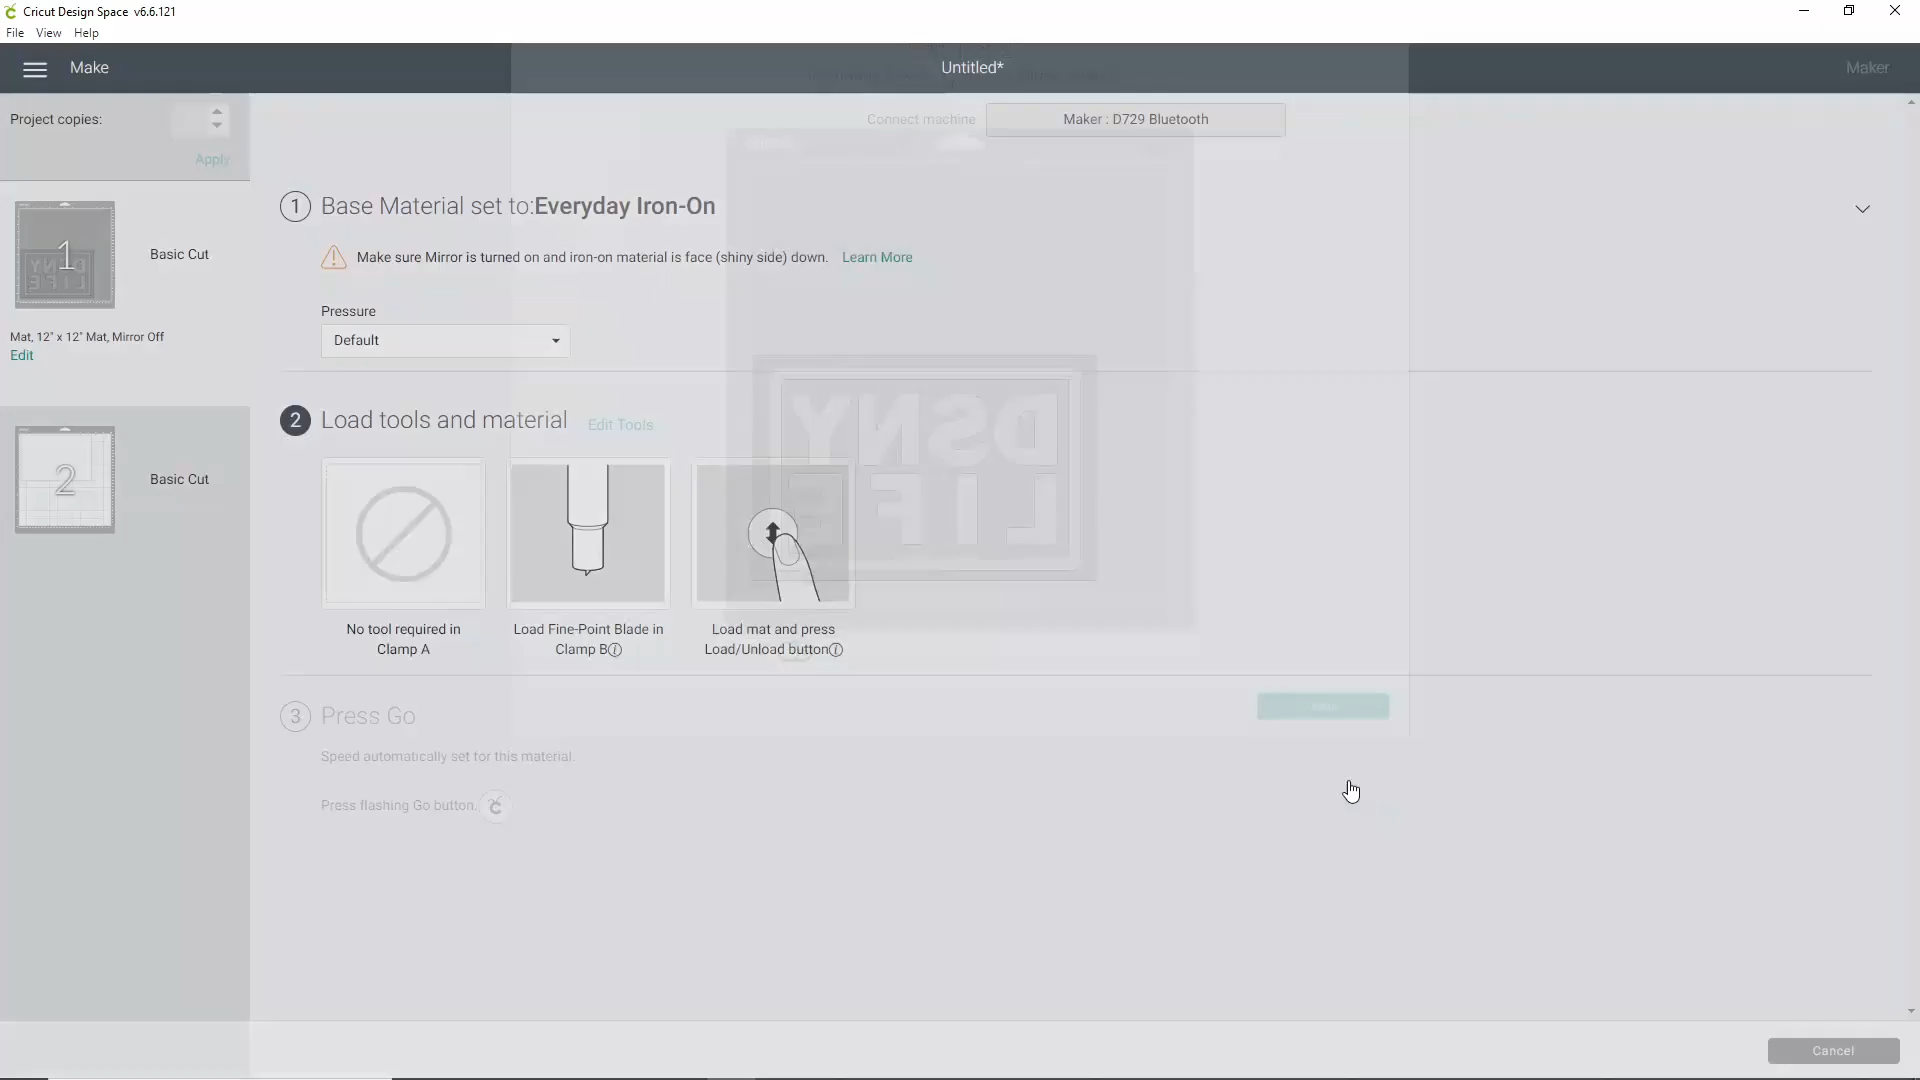 Cricut Design Space v6.6.121
File View Help
Make
Untitled*
Maker
Project copies:
Apply
Connect machine
Maker : D729 Bluetooth
1 Base Material set to:Everyday Iron-On
Make sure Mirror is turned on and iron-on material is face (shiny side) down. Learn More
Pressure
Default
1
DSNY
LIFE
Basic Cut
Mat, 12" x 12" Mat, Mirror Off
Edit
2
Basic Cut
2 Load tools and material Edit Tools
DSNY
LIFE
No tool required in
Clamp A
Load Fine-Point Blade in
Clamp B
Load mat and press
Load/Unload button
3 Press Go
Speed automatically set for this material.
Press flashing Go button.
Cancel